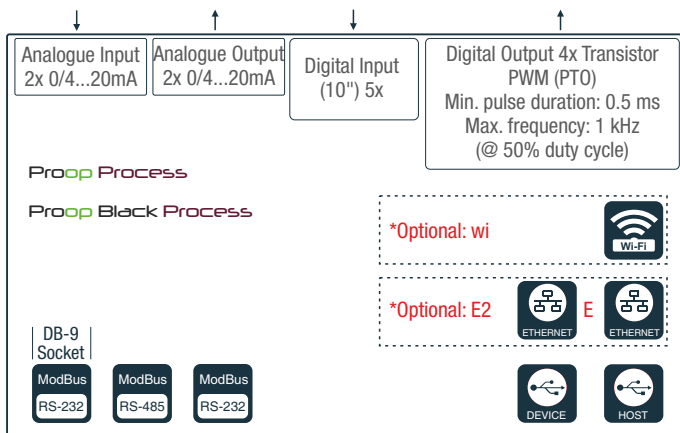 Analogue Input
2x 0/4...20mA
Analogue Output
2x 0/4...20mA
Digital Input
(10") 5x
Digital Output 4x Transistor
PWM (PTO)
Min. pulse duration: 0.5 ms
Max. frequency: 1 kHz
(@ 50% duty cycle)
Proop Process
Proop Black Process
*Optional: wi
Wi-Fi
*Optional: E2
ETHERNET
E
ETHERNET
DB-9
Socket
ModBus
RS-232
ModBus
RS-485
ModBus
RS-232
DEVICE
HOST